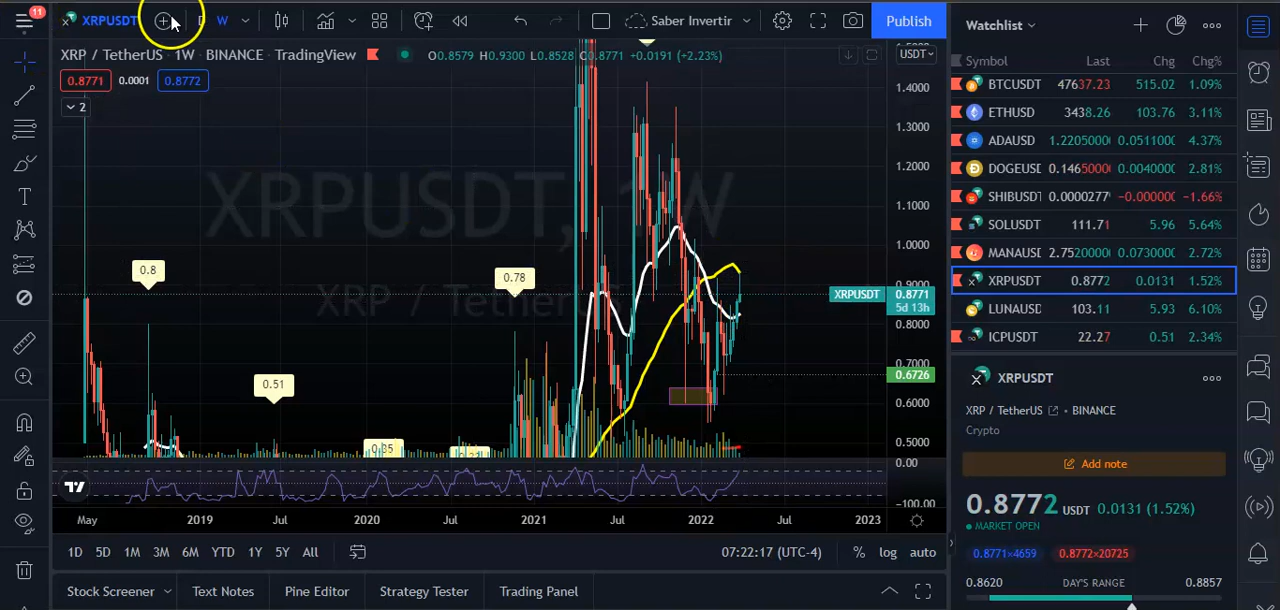 11
XRPUSDT D W Saber Invertir Publish
XRP / TetherUS · 1W · BINANCE · TradingView O0.8579 H0.9300 L0.8528 C0.8771 +0.0191 (+2.23%)
0.8771 0.0001 0.8772
2
USDT
XRPUSDT, 1W
XRP / TetherUS
1.4000
1.3000
1.2000
1.1000
1.0000
0.9000
XRPUSDT 0.8771
5d 13h
0.8000
0.7000
0.6726
0.6000
0.5000
0.00
-100.00
0.8
0.51
0.35
0.78
May 2019 Jul 2020 Jul 2021 Jul 2022 Jul 2023
1D 5D 1M 3M 6M YTD 1Y 5Y All 07:22:17 (UTC-4) % log auto
Stock Screener Text Notes Pine Editor Strategy Tester Trading Panel
Watchlist
Symbol Last Chg Chg%
BTCUSDT 47637.23 515.02 1.09%
ETHUSD 3438.26 103.76 3.11%
ADAUSD 1.2205000 0.0511000 4.37%
DOGEUSD 0.1465000 0.004000 2.81%
SHIBUSDT 0.0000277 −0.000000 −1.66%
SOLUSDT 111.71 5.96 5.64%
MANAUSD 2.7520000 0.073000 2.72%
XRPUSDT 0.8772 0.0131 1.52%
LUNAUSD 103.11 5.93 6.10%
ICPUSDT 22.27 0.51 2.34%
XRPUSDT
XRP / TetherUS • BINANCE
Crypto
Add note
0.8772 USDT 0.0131 (1.52%)
MARKET OPEN
0.8771×4659 0.8772×20725
0.8620 DAY'S RANGE 0.8857